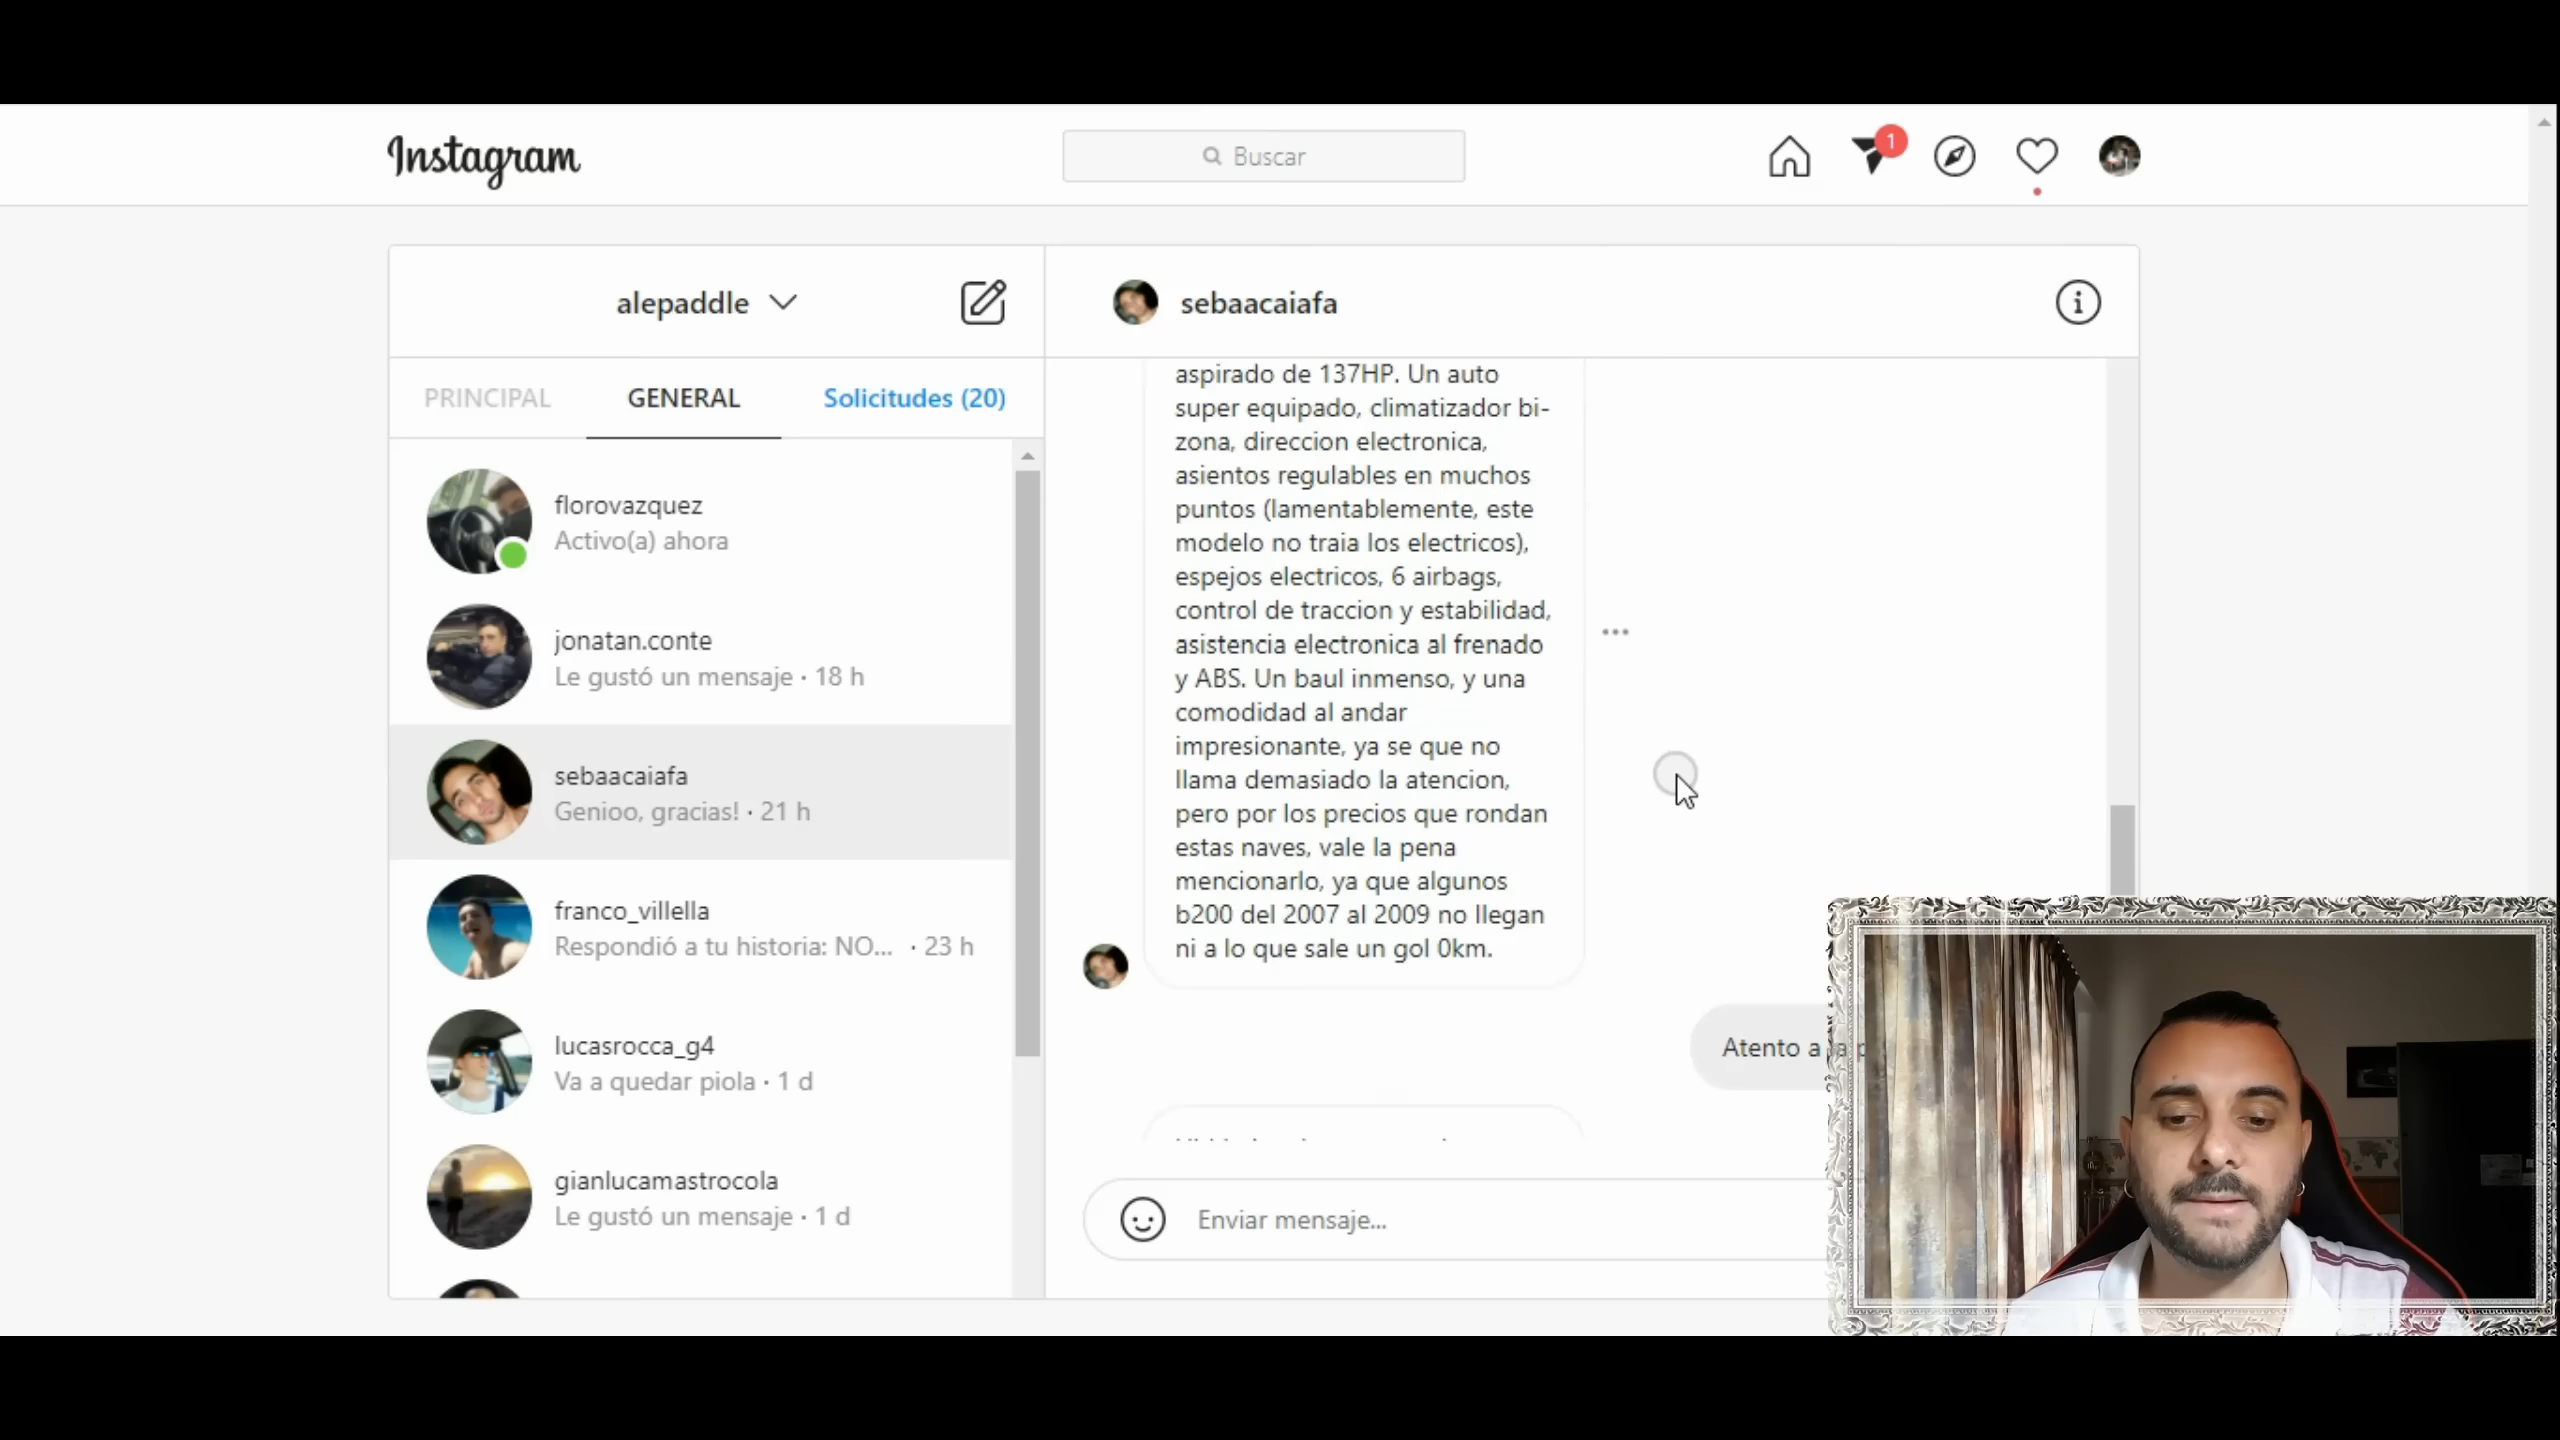 Instagram
Buscar
1
alepaddle
sebaacaiafa
PRINCIPAL
GENERAL
Solicitudes (20)
florovazquez
Activo(a) ahora
jonatan.conte
Le gustó un mensaje · 18 h
sebaacaiafa
Genioo, gracias! · 21 h
franco_villella
Respondió a tu historia: NO... · 23 h
lucasrocca_g4
Va a quedar piola · 1 d
gianlucamastrocola
Le gustó un mensaje · 1 d
aspirado de 137HP. Un auto
super equipado, climatizador bi-
zona, direccion electronica,
asientos regulables en muchos
puntos (lamentablemente, este
modelo no traia los electricos),
espejos electricos, 6 airbags,
control de traccion y estabilidad,
asistencia electronica al frenado
y ABS. Un baul inmenso, y una
comodidad al andar
impresionante, ya se que no
llama demasiado la atencion,
pero por los precios que rondan
estas naves, vale la pena
mencionarlo, ya que algunos
b200 del 2007 al 2009 no llegan
ni a lo que sale un gol 0km.
Atento a
Enviar mensaje...